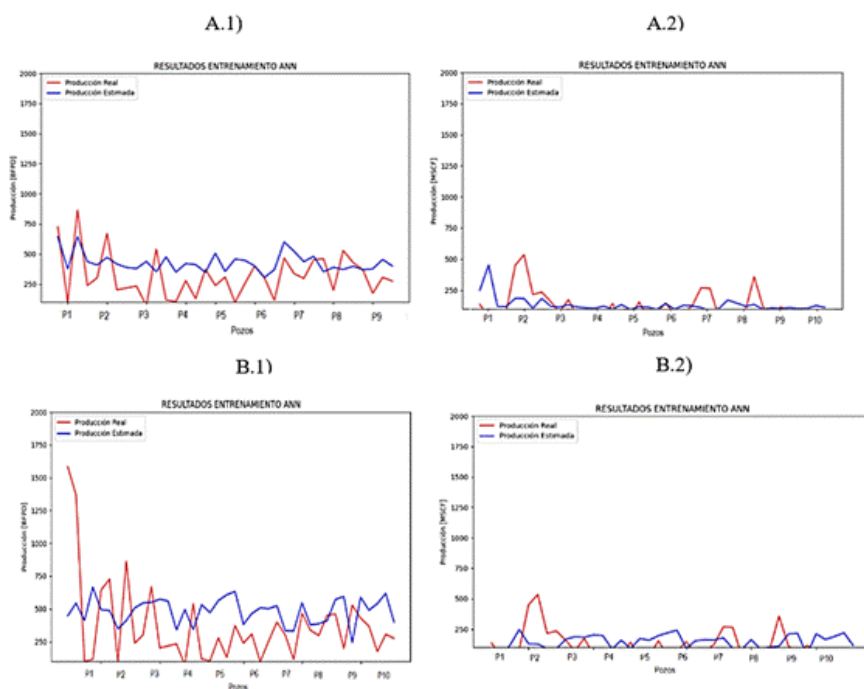 A.1)
RESULTADOS ENTRENAMIENTO ANN
Producción Real
Producción Estimada
2000
1750
1500
1250
1000
750
500
250
Producción [BFPD]
P1 P2 P3 P4 P5 P6 P7 P8 P9
Pozos
A.2)
RESULTADOS ENTRENAMIENTO ANN
Producción Real
Producción Estimada
2000
1750
1500
1250
1000
750
500
250
Producción [MSCF]
P1 P2 P3 P4 P5 P6 P7 P8 P9 P10
Pozos
B.1)
RESULTADOS ENTRENAMIENTO ANN
Producción Real
Producción Estimada
2000
1750
1500
1250
1000
750
500
250
Producción [BFPD]
P1 P2 P3 P4 P5 P6 P7 P8 P9 P10
Pozos
B.2)
RESULTADOS ENTRENAMIENTO ANN
Producción Real
Producción Estimada
2000
1750
1500
1250
1000
750
500
250
Producción [MSCF]
P1 P2 P3 P4 P5 P6 P7 P8 P9 P10
Pozos